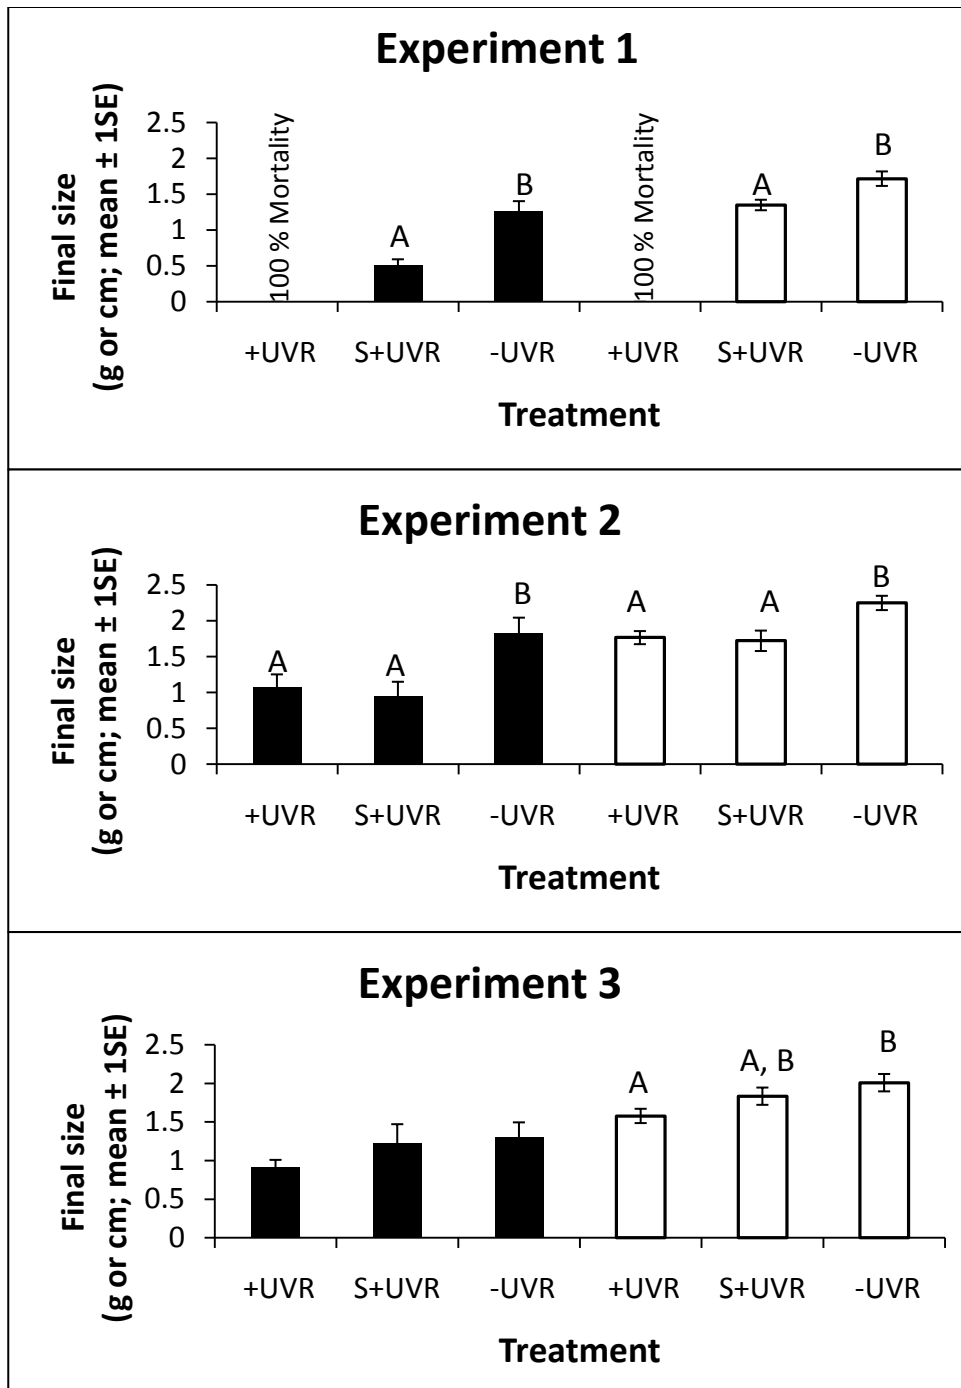 Experiment 1
Final size
(g or cm; mean ± 1SE)
2.5
2
1.5
1
0.5
0
100 % Mortality
A
B
100 % Mortality
A
B
+UVR S+UVR -UVR +UVR S+UVR -UVR
Treatment
Experiment 2
Final size
(g or cm; mean ± 1SE)
2.5
2
1.5
1
0.5
0
A
A
B
A
A
B
+UVR S+UVR -UVR +UVR S+UVR -UVR
Treatment
Experiment 3
Final size
(g or cm; mean ± 1SE)
2.5
2
1.5
1
0.5
0
A
A, B
B
+UVR S+UVR -UVR +UVR S+UVR -UVR
Treatment